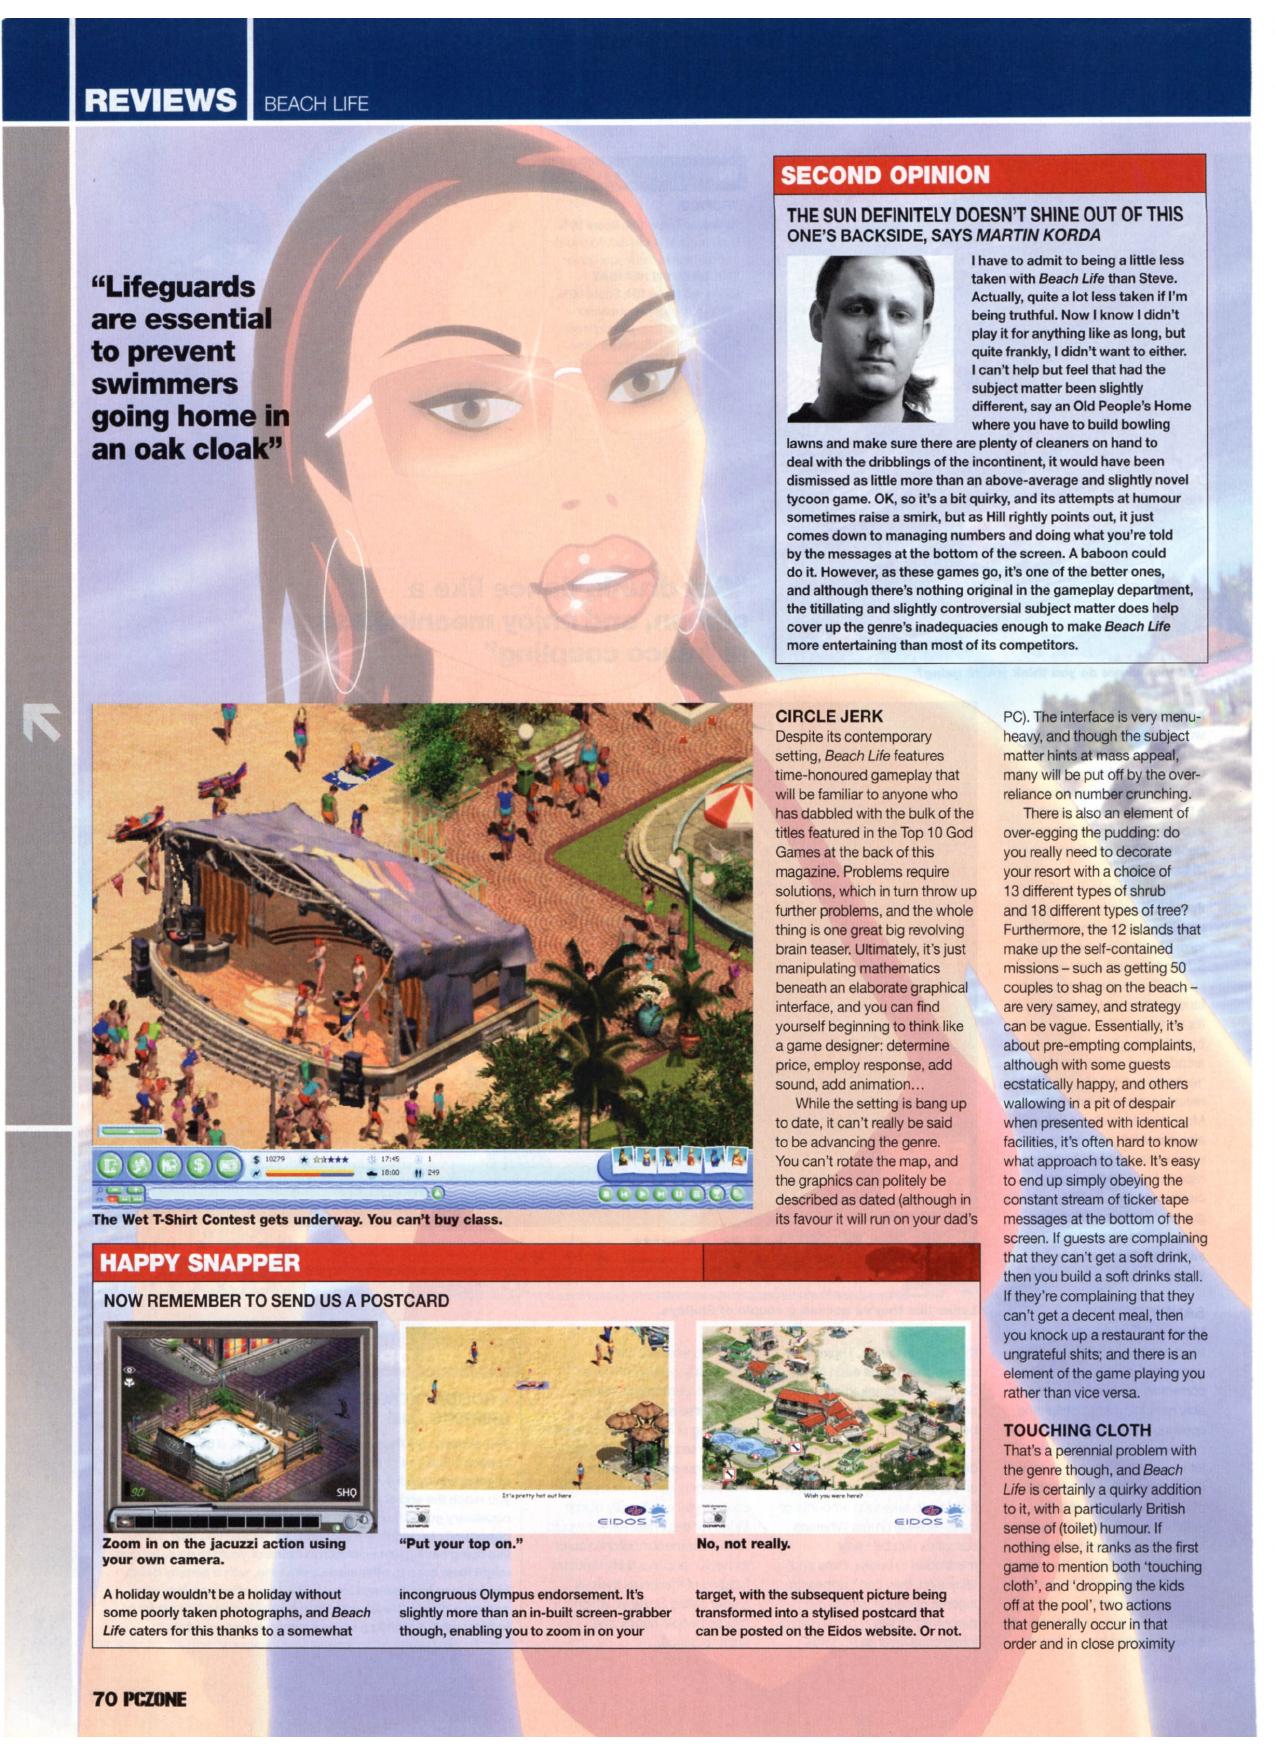 REVIEWS
BEACH LIFE
“Lifeguards
are essential
to prevent
swimmers
going home in
an oak cloak”
SECOND OPINION
THE SUN DEFINITELY DOESN’T SHINE OUT OF THIS
ONE’S BACKSIDE, SAYS MARTIN KORDA
I have to admit to being a little less
taken with Beach Life than Steve.
Actually, quite a lot less taken if I’m
being truthful. Now I know I didn’t
play it for anything like as long, but
quite frankly, I didn’t want to either.
I can’t help but feel that had the
subject matter been slightly
different, say an Old People’s Home
where you have to build bowling
lawns and make sure there are plenty of cleaners on hand to
deal with the dribblings of the incontinent, it would have been
dismissed as little more than an above-average and slightly novel
tycoon game. OK, so it’s a bit quirky, and its attempts at humour
sometimes raise a smirk, but as Hill rightly points out, it just
comes down to managing numbers and doing what you’re told
by the messages at the bottom of the screen. A baboon could
do it. However, as these games go, it’s one of the better ones,
and although there’s nothing original in the gameplay department,
the titillating and slightly controversial subject matter does help
cover up the genre’s inadequacies enough to make Beach Life
more entertaining than most of its competitors.
$ 10279
17:45
1
18:00
249
The Wet T-Shirt Contest gets underway. You can’t buy class.
CIRCLE JERK
Despite its contemporary
setting, Beach Life features
time-honoured gameplay that
will be familiar to anyone who
has dabbled with the bulk of the
titles featured in the Top 10 God
Games at the back of this
magazine. Problems require
solutions, which in turn throw up
further problems, and the whole
thing is one great big revolving
brain teaser. Ultimately, it’s just
manipulating mathematics
beneath an elaborate graphical
interface, and you can find
yourself beginning to think like
a game designer: determine
price, employ response, add
sound, add animation…
While the setting is bang up
to date, it can’t really be said
to be advancing the genre.
You can’t rotate the map, and
the graphics can politely be
described as dated (although in
its favour it will run on your dad’s
PC). The interface is very menu-
heavy, and though the subject
matter hints at mass appeal,
many will be put off by the over-
reliance on number crunching.
There is also an element of
over-egging the pudding: do
you really need to decorate
your resort with a choice of
13 different types of shrub
and 18 different types of tree?
Furthermore, the 12 islands that
make up the self-contained
missions – such as getting 50
couples to shag on the beach –
are very samey, and strategy
can be vague. Essentially, it’s
about pre-empting complaints,
although with some guests
ecstatically happy, and others
wallowing in a pit of despair
when presented with identical
facilities, it’s often hard to know
what approach to take. It’s easy
to end up simply obeying the
constant stream of ticker tape
messages at the bottom of the
screen. If guests are complaining
that they can’t get a soft drink,
then you build a soft drinks stall.
If they’re complaining that they
can’t get a decent meal, then
you knock up a restaurant for the
ungrateful shits; and there is an
element of the game playing you
rather than vice versa.
TOUCHING CLOTH
That’s a perennial problem with
the genre though, and Beach
Life is certainly a quirky addition
to it, with a particularly British
sense of (toilet) humour. If
nothing else, it ranks as the first
game to mention both ‘touching
cloth’, and ‘dropping the kids
off at the pool’, two actions
that generally occur in that
order and in close proximity
HAPPY SNAPPER
NOW REMEMBER TO SEND US A POSTCARD
90
SHQ
It's pretty hot out here
OLYMPUS
EIDOS
Wish you were here?
OLYMPUS
EIDOS
Zoom in on the jacuzzi action using
your own camera.
“Put your top on.”
No, not really.
A holiday wouldn’t be a holiday without
some poorly taken photographs, and Beach
Life caters for this thanks to a somewhat
incongruous Olympus endorsement. It’s
slightly more than an in-built screen-grabber
though, enabling you to zoom in on your
target, with the subsequent picture being
transformed into a stylised postcard that
can be posted on the Eidos website. Or not.
70 PCZONE